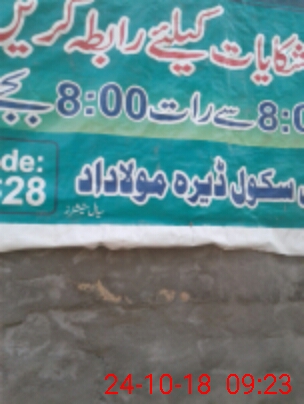 شکایات کیلئے رابطہ کریں
8:00 سے رات 8:00 بجے
سکول ڈیرہ مولاداد
de:
628
24-10-18 09:23